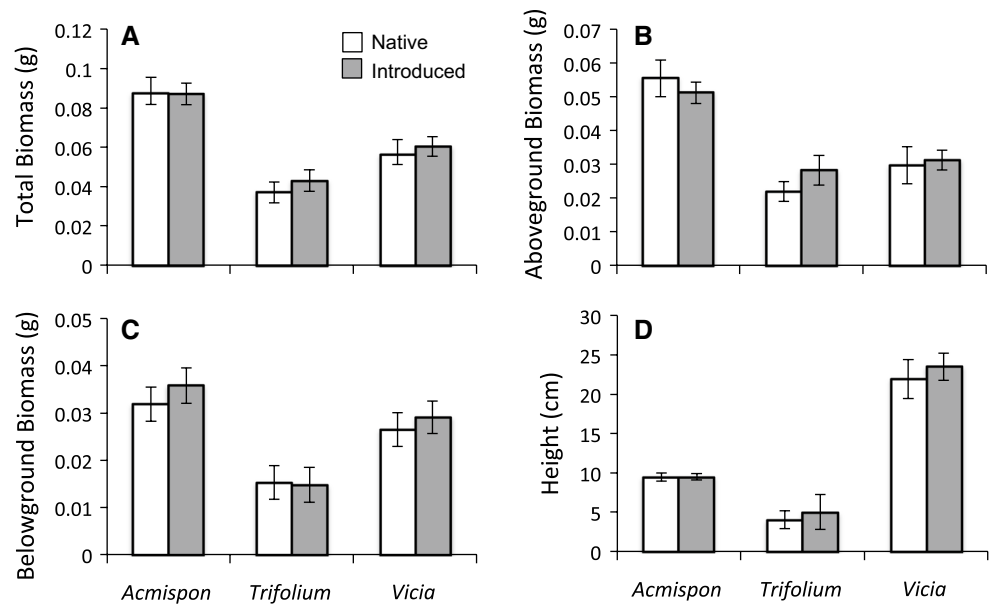 A
Total Biomass (g)
0.12
0.1
0.08
0.06
0.04
0.02
0
Native
Introduced
B
Aboveground Biomass (g)
0.07
0.06
0.05
0.04
0.03
0.02
0.01
0
C
Belowground Biomass (g)
0.05
0.04
0.03
0.02
0.01
0
Acmispon
Trifolium
Vicia
D
Height (cm)
30
25
20
15
10
5
0
Acmispon
Trifolium
Vicia